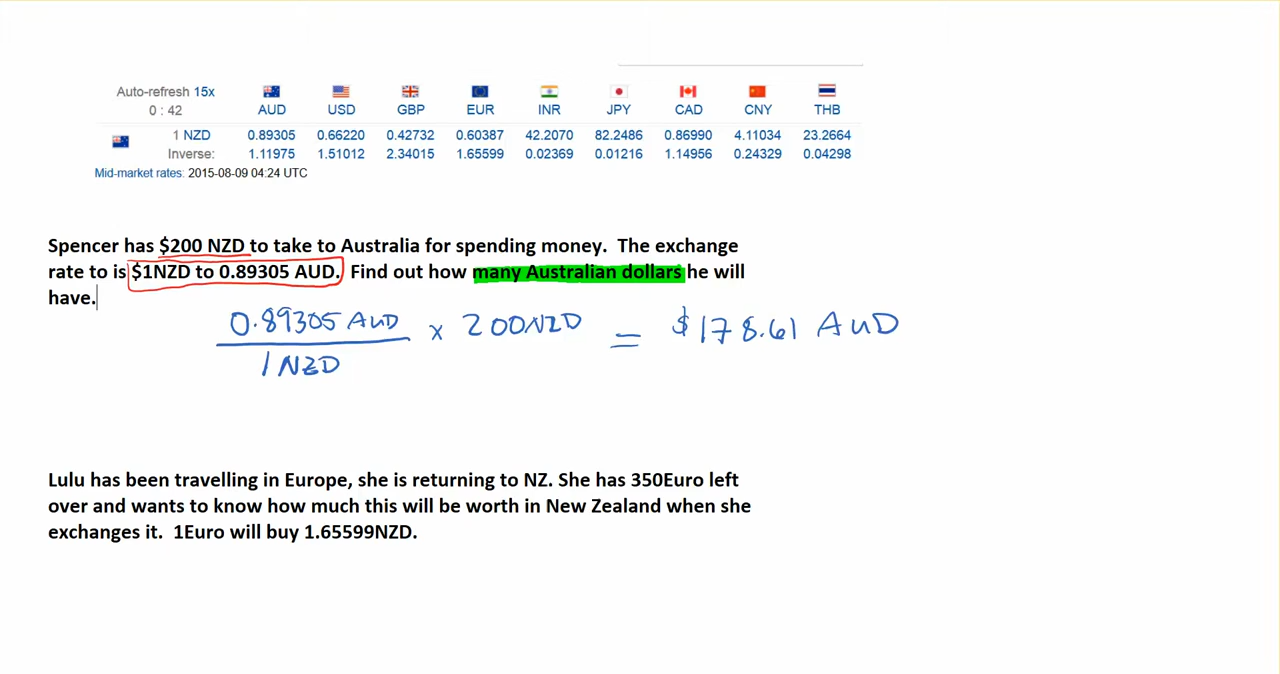 Auto-refresh 15x
0 : 42
AUD USD GBP EUR INR JPY CAD CNY THB
1 NZD 0.89305 0.66220 0.42732 0.60387 42.2070 82.2486 0.86990 4.11034 23.2664
Inverse: 1.11975 1.51012 2.34015 1.65599 0.02369 0.01216 1.14956 0.24329 0.04298
Mid-market rates: 2015-08-09 04:24 UTC
Spencer has $200 NZD to take to Australia for spending money. The exchange
rate to is $1NZD to 0.89305 AUD. Find out how many Australian dollars he will
have.
0.89305 AUD × 200NZD = $178.61 AUD
1 NZD
Lulu has been travelling in Europe, she is returning to NZ. She has 350Euro left
over and wants to know how much this will be worth in New Zealand when she
exchanges it. 1Euro will buy 1.65599NZD.